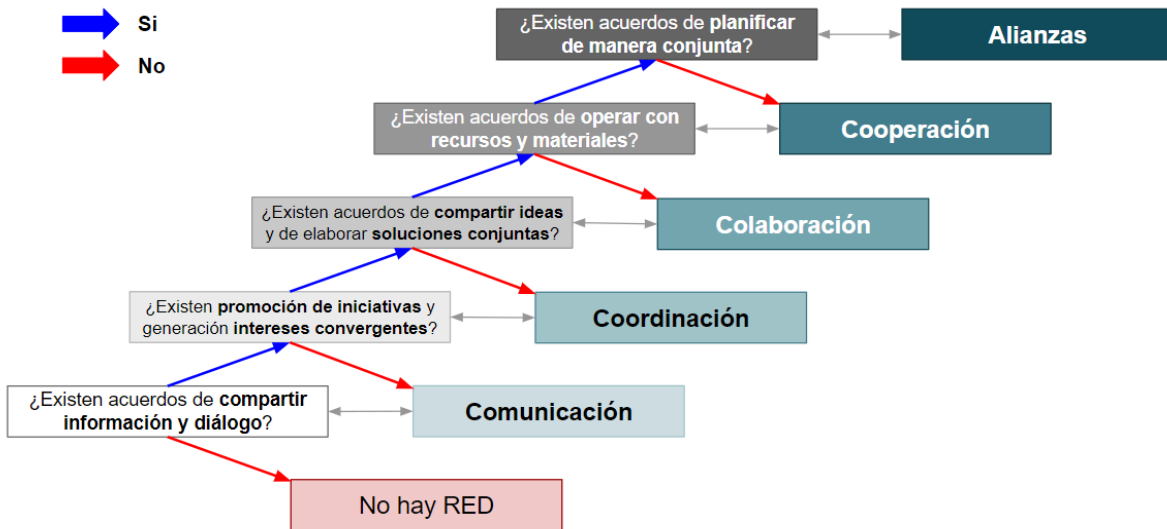 Si
No
¿Existen acuerdos de planificar
de manera conjunta?
Alianzas
¿Existen acuerdos de operar con
recursos y materiales?
Cooperación
¿Existen acuerdos de compartir ideas
y de elaborar soluciones conjuntas?
Colaboración
¿Existen promoción de iniciativas y
generación intereses convergentes?
Coordinación
¿Existen acuerdos de compartir
información y diálogo?
Comunicación
No hay RED